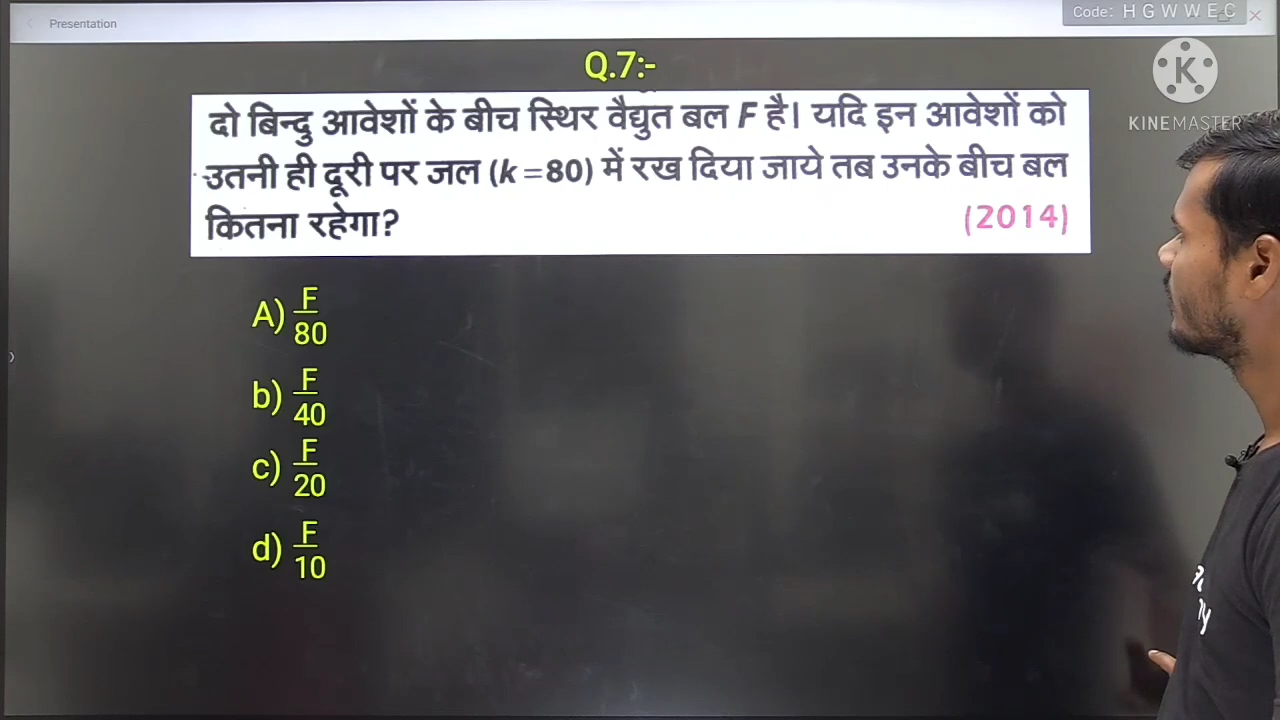 Presentation
Code: H G W W E C
Q.7:-
दो बिन्दु आवेशों के बीच स्थिर वैद्युत बल F है। यदि इन आवेशों को
उतनी ही दूरी पर जल (k=80) में रख दिया जाये तब उनके बीच बल
कितना रहेगा?
(2014)
K
KINEMASTER
A) F/80
b) F/40
c) F/20
d) F/10